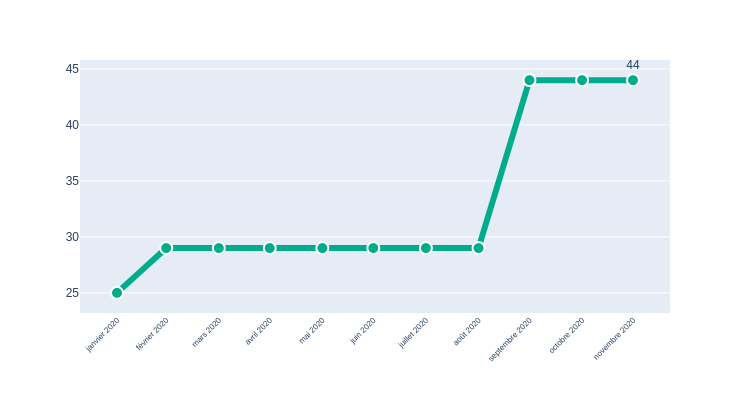 44
45
40
35
30
25
janvier 2020
février 2020
mars 2020
avril 2020
mai 2020
juin 2020
juillet 2020
août 2020
septembre 2020
octobre 2020
novembre 2020